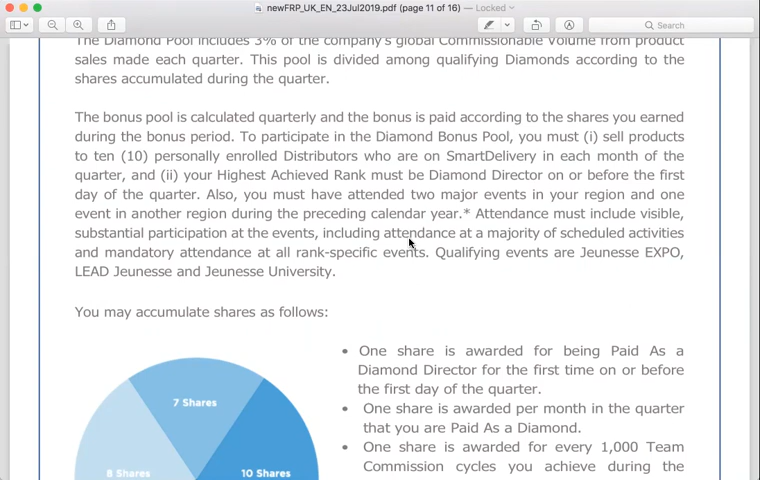 newFRP_UK_EN_23Jul2019.pdf (page 11 of 16) — Locked
Search
The Diamond Pool includes 3% of the company's global Commissionable Volume from product
sales made each quarter. This pool is divided among qualifying Diamonds according to the
shares accumulated during the quarter.
The bonus pool is calculated quarterly and the bonus is paid according to the shares you earned
during the bonus period. To participate in the Diamond Bonus Pool, you must (i) sell products
to ten (10) personally enrolled Distributors who are on SmartDelivery in each month of the
quarter, and (ii) your Highest Achieved Rank must be Diamond Director on or before the first
day of the quarter. Also, you must have attended two major events in your region and one
event in another region during the preceding calendar year.* Attendance must include visible,
substantial participation at the events, including attendance at a majority of scheduled activities
and mandatory attendance at all rank-specific events. Qualifying events are Jeunesse EXPO,
LEAD Jeunesse and Jeunesse University.
You may accumulate shares as follows:
• One share is awarded for being Paid As a
Diamond Director for the first time on or before
the first day of the quarter.
• One share is awarded per month in the quarter
that you are Paid As a Diamond.
• One share is awarded for every 1,000 Team
Commission cycles you achieve during the
7 Shares
8 Shares
10 Shares